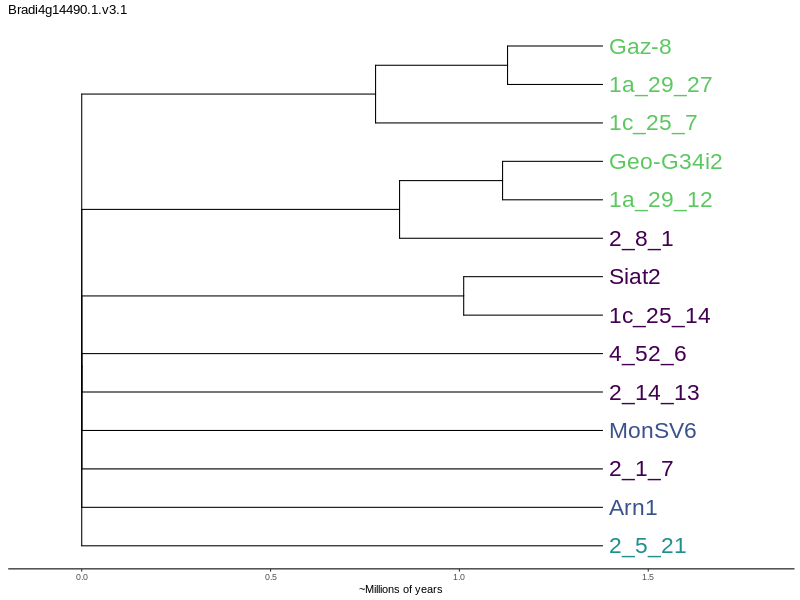 Bradi4g14490.1.v3.1
Gaz-8
1a_29_27
1c_25_7
Geo-G34i2
1a_29_12
2_8_1
Siat2
1c_25_14
4_52_6
2_14_13
MonSV6
2_1_7
Arn1
2_5_21
0.0 0.5 1.0 1.5
~Millions of years